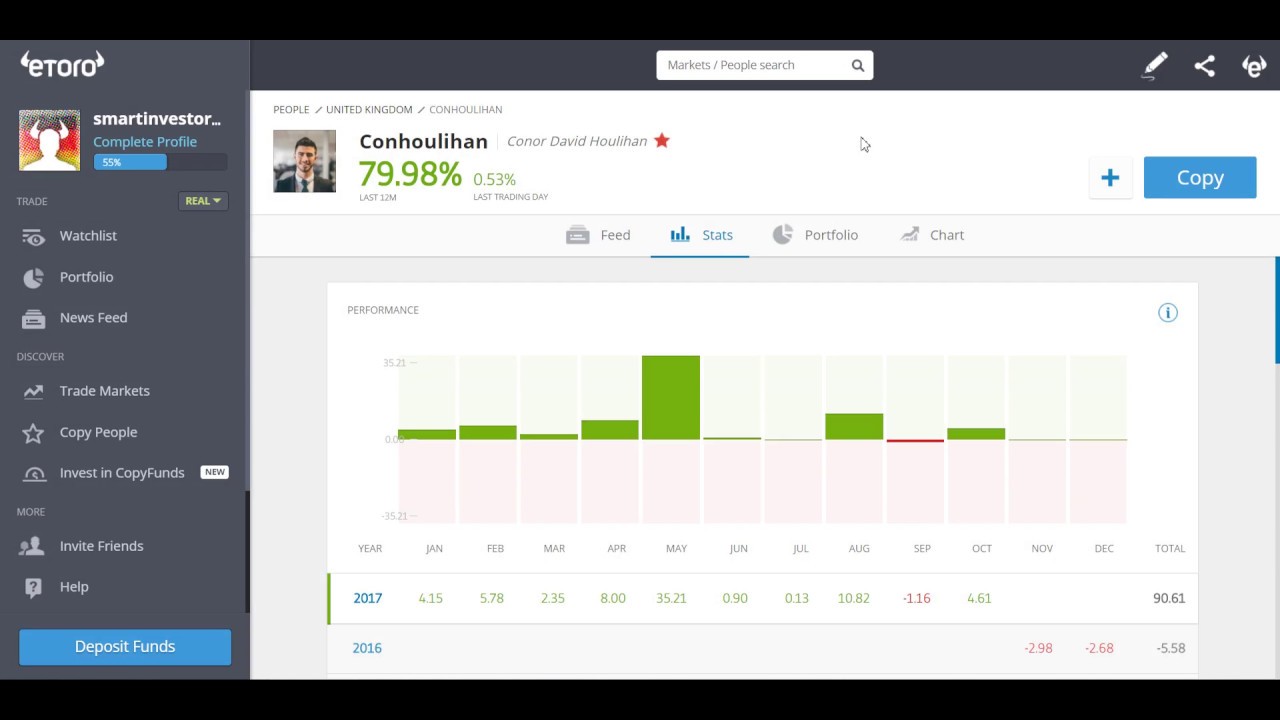 eToro
Markets / People search
smartinvestor...
Complete Profile
55%
TRADE
REAL
Watchlist
Portfolio
News Feed
DISCOVER
Trade Markets
Copy People
Invest in CopyFunds NEW
MORE
Invite Friends
Help
Deposit Funds
PEOPLE / UNITED KINGDOM / CONHOULIHAN
Conhoulihan Conor David Houlihan
79.98% 0.53%
LAST 12M LAST TRADING DAY
+ Copy
Feed Stats Portfolio Chart
PERFORMANCE
35.21
0.00
-35.21
YEAR JAN FEB MAR APR MAY JUN JUL AUG SEP OCT NOV DEC TOTAL
2017 4.15 5.78 2.35 8.00 35.21 0.90 0.13 10.82 -1.16 4.61 90.61
2016 -2.98 -2.68 -5.58